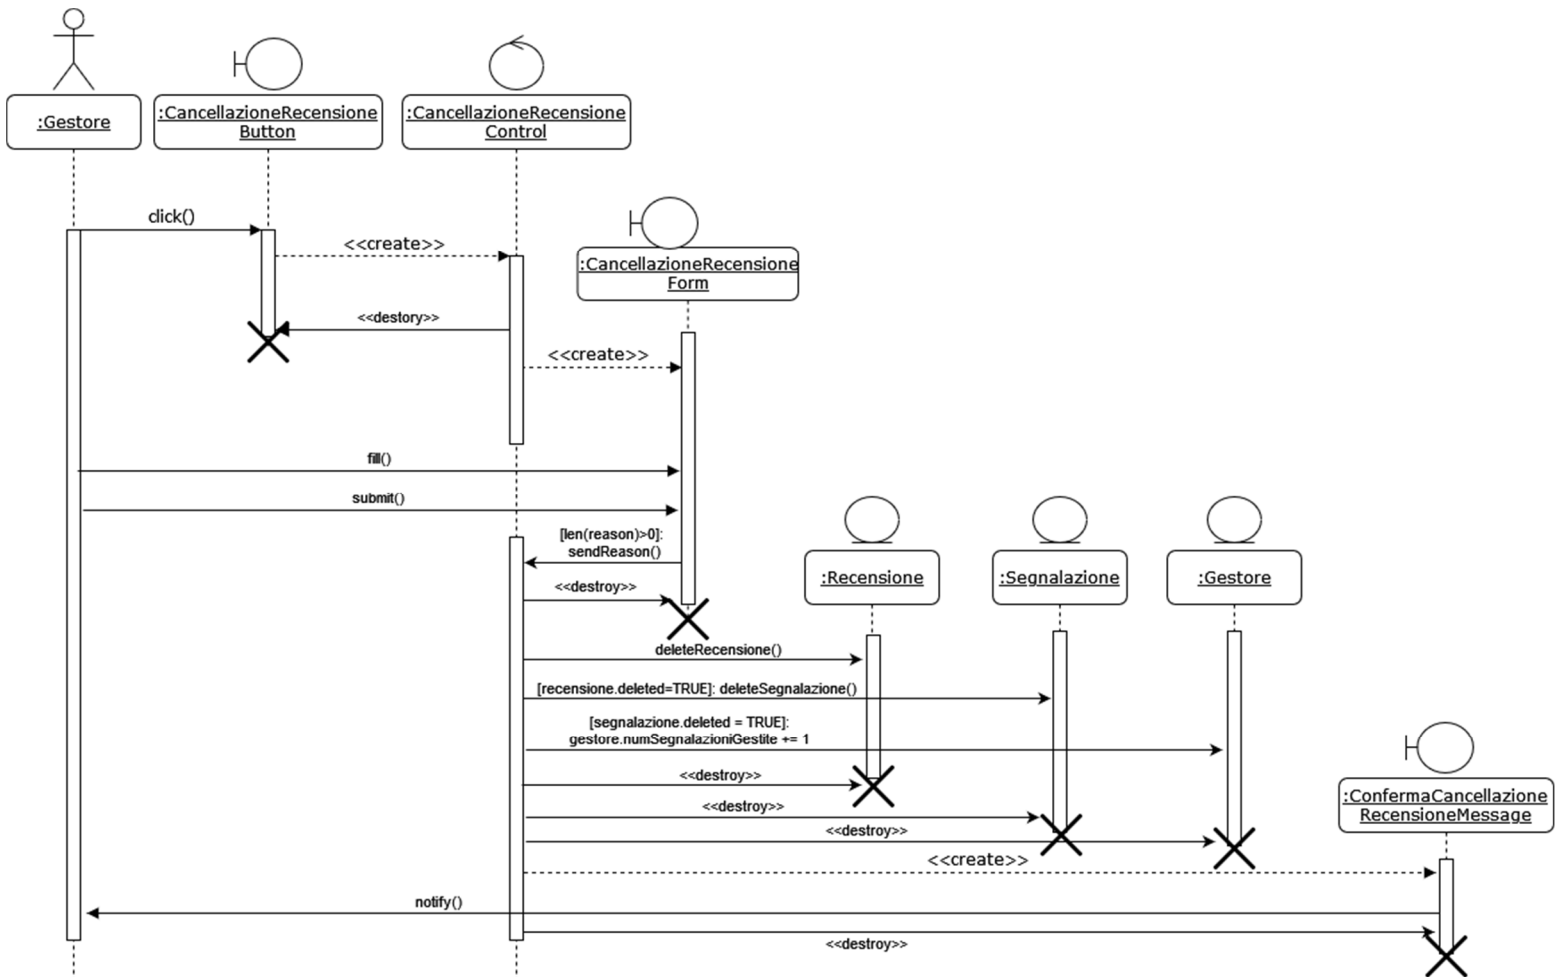 :Gestore
:CancellazioneRecensione
Button
:CancellazioneRecensione
Control
click()
<<create>>
:CancellazioneRecensione
Form
<<destory>>
<<create>>
fill()
submit()
[len(reason)>0]:
sendReason()
<<destroy>>
:Recensione
:Segnalazione
:Gestore
deleteRecensione()
[recensione.deleted=TRUE]: deleteSegnalazione()
[segnalazione.deleted = TRUE]:
gestore.numSegnalazioniGestite += 1
<<destroy>>
<<destroy>>
<<destroy>>
:ConfermaCancellazione
RecensioneMessage
<<create>>
notify()
<<destroy>>